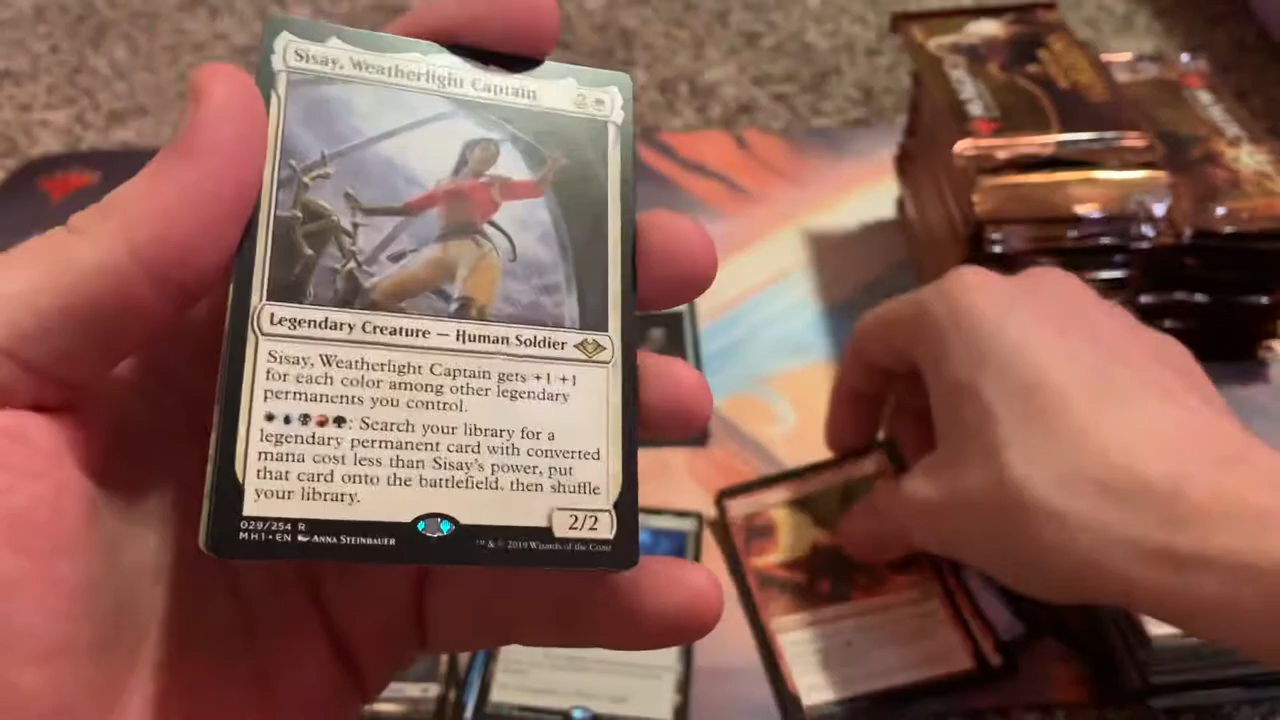 Sisay, Weatherlight Captain
2
Legendary Creature — Human Soldier
Sisay, Weatherlight Captain gets +1/+1
for each color among other legendary
permanents you control.
: Search your library for a
legendary permanent card with converted
mana cost less than Sisay's power, put
that card onto the battlefield, then shuffle
your library.
2/2
029/254 R
MH1 • EN ANNA STEINBAUER
™ & © 2019 Wizards of the Coast